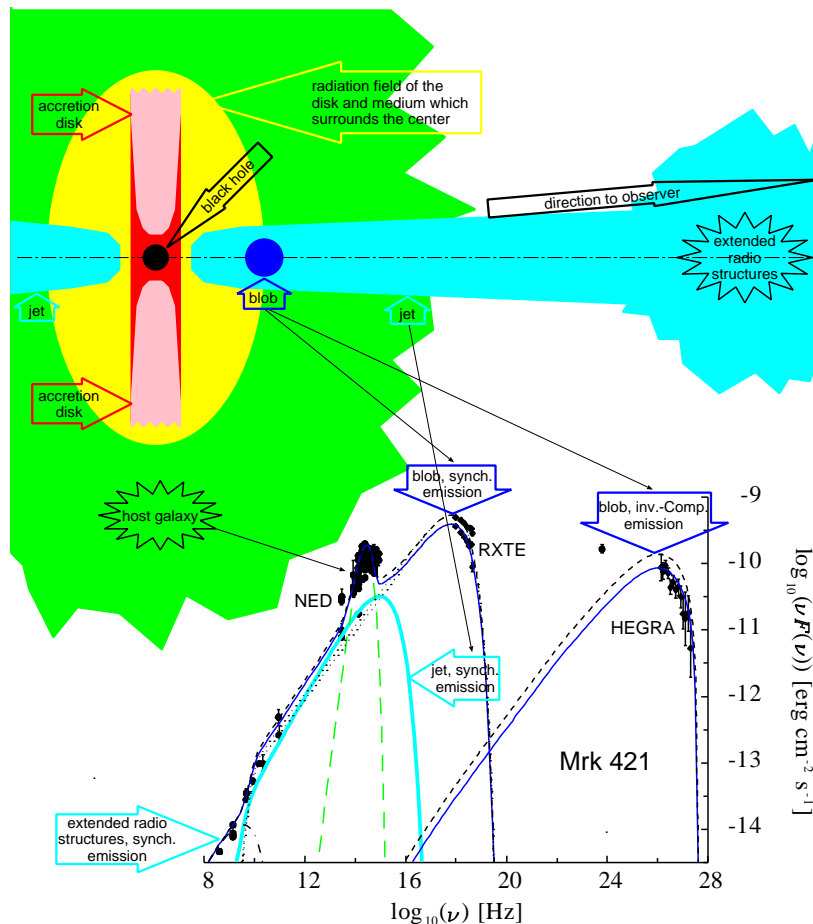 accretion
disk
radiation field of the
disk and medium which
surrounds the center
black hole
direction to observer
extended
radio
structures
jet
blob
jet
accretion
disk
host galaxy
blob, synch.
emission
blob, inv.-Comp.
emission
RXTE
NED
HEGRA
jet, synch.
emission
Mrk 421
extended radio
structures, synch.
emission
-9
-10
-11
-12
-13
-14
log₁₀(νF(ν)) [erg cm⁻² s⁻¹]
8 12 16 20 24 28
log₁₀(ν) [Hz]